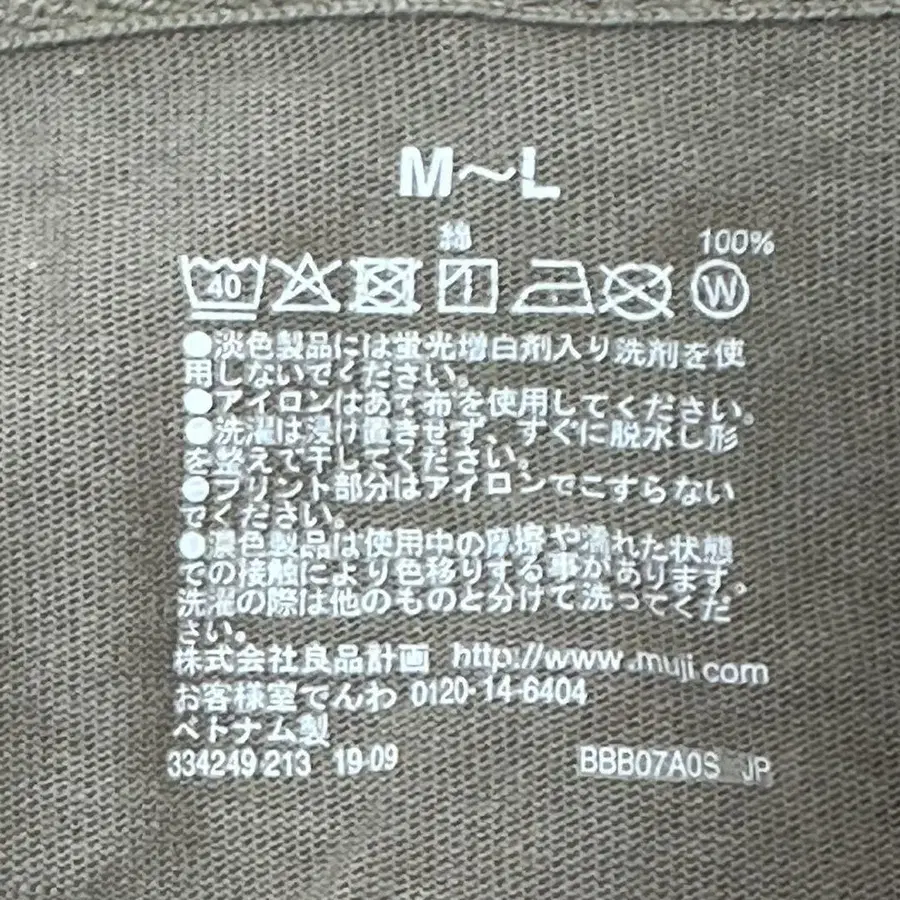 M～L
綿 100%
40 W
●淡色製品には蛍光増白剤入り洗剤を使
用しないでください。
●アイロンはあて布を使用してください。
●洗濯は浸け置きせず、すぐに脱水し形
を整えて干してください。
●プリント部分はアイロンでこすらない
でください。
●濃色製品は使用中の摩擦や濡れた状態
での接触により色移りする事があります。
洗濯の際は他のものと分けて洗ってくだ
さい。
株式会社良品計画 http://www.muji.com
お客様室でんわ 0120-14-6404
ベトナム製
334249 213 19-09 BBB07A0S JP